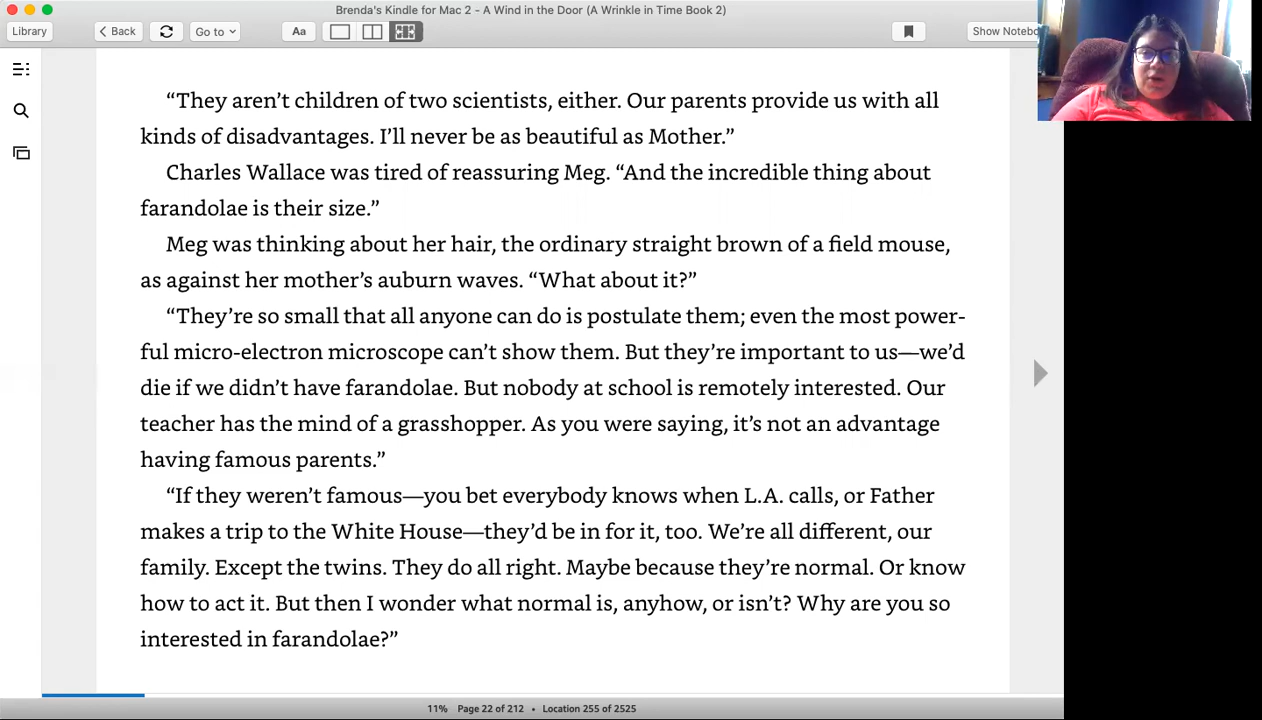 Brenda's Kindle for Mac 2 - A Wind in the Door (A Wrinkle in Time Book 2)
Library
Back
Go to
Aa
Show Notebo
“They aren’t children of two scientists, either. Our parents provide us with all
kinds of disadvantages. I’ll never be as beautiful as Mother.”
Charles Wallace was tired of reassuring Meg. “And the incredible thing about
farandolae is their size.”
Meg was thinking about her hair, the ordinary straight brown of a field mouse,
as against her mother’s auburn waves. “What about it?”
“They’re so small that all anyone can do is postulate them; even the most power-
ful micro-electron microscope can’t show them. But they’re important to us—we’d
die if we didn’t have farandolae. But nobody at school is remotely interested. Our
teacher has the mind of a grasshopper. As you were saying, it’s not an advantage
having famous parents.”
“If they weren’t famous—you bet everybody knows when L.A. calls, or Father
makes a trip to the White House—they’d be in for it, too. We’re all different, our
family. Except the twins. They do all right. Maybe because they’re normal. Or know
how to act it. But then I wonder what normal is, anyhow, or isn’t? Why are you so
interested in farandolae?”
11% Page 22 of 212 • Location 255 of 2525